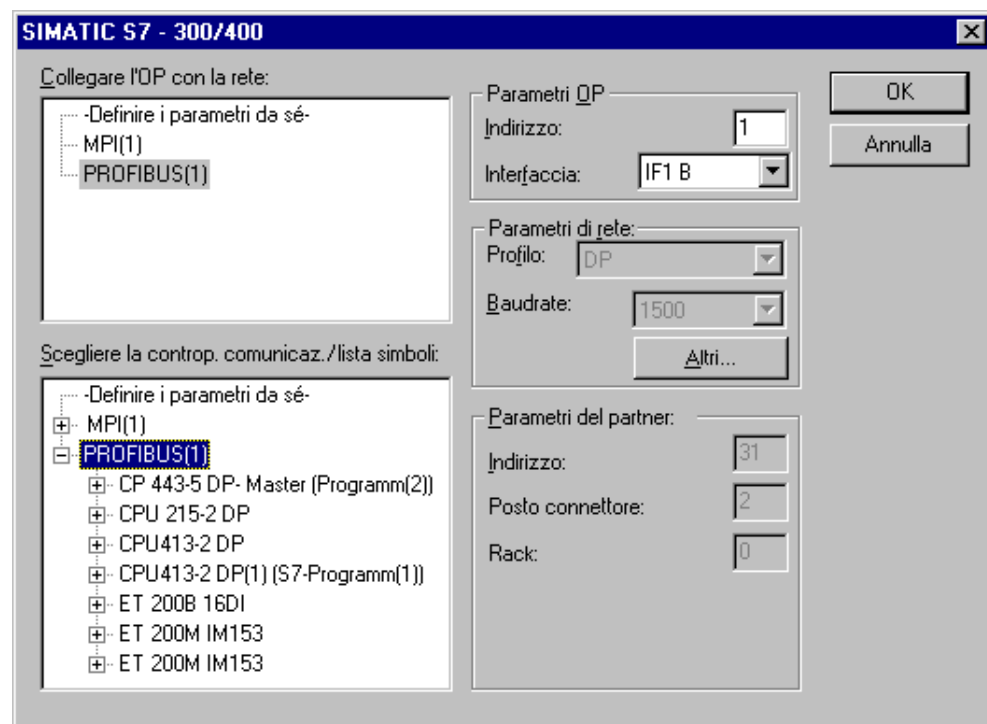 SIMATIC S7 - 300/400
Collegare l'OP con la rete:
-Definire i parametri da sé-
MPI(1)
PROFIBUS(1)
Scegliere la controp. comunicaz./lista simboli:
-Definire i parametri da sé-
MPI(1)
PROFIBUS(1)
CP 443-5 DP- Master (Programm(2))
CPU 215-2 DP
CPU413-2 DP
CPU413-2 DP(1) (S7-Programm(1))
ET 200B 16DI
ET 200M IM153
ET 200M IM153
Parametri OP
Indirizzo: 1
Interfaccia: IF1 B
Parametri di rete:
Profilo: DP
Baudrate: 1500
Altri...
Parametri del partner:
Indirizzo: 31
Posto connettore: 2
Rack: 0
OK
Annulla